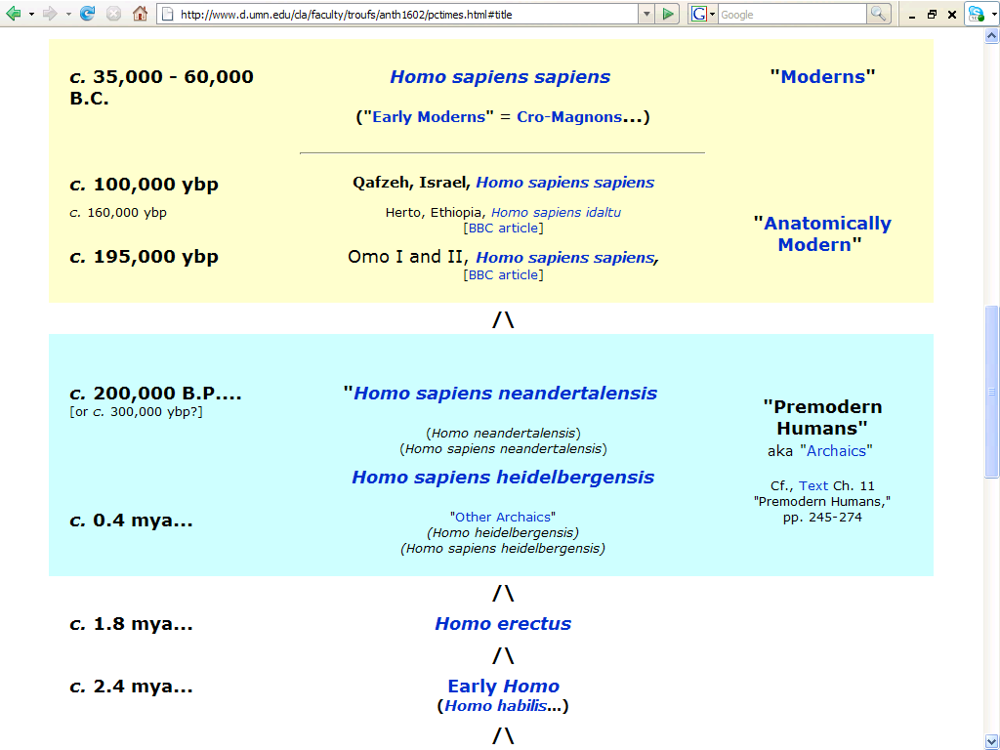 http://www.d.umn.edu/cla/faculty/troufs/anth1602/pctimes.html#title
G
Google
c. 35,000 - 60,000 B.C.
Homo sapiens sapiens
"Moderns"
("Early Moderns" = Cro-Magnons...)
c. 100,000 ybp
Qafzeh, Israel, Homo sapiens sapiens
c. 160,000 ybp
Herto, Ethiopia, Homo sapiens idaltu
[BBC article]
"Anatomically
Modern"
c. 195,000 ybp
Omo I and II, Homo sapiens sapiens,
[BBC article]
/\
c. 200,000 B.P....
[or c. 300,000 ybp?]
"Homo sapiens neandertalensis
(Homo neandertalensis)
(Homo sapiens neandertalensis)
Homo sapiens heidelbergensis
"Premodern
Humans"
aka "Archaics"
Cf., Text Ch. 11
"Premodern Humans,"
pp. 245-274
c. 0.4 mya...
"Other Archaics"
(Homo heidelbergensis)
(Homo sapiens heidelbergensis)
/\
c. 1.8 mya...
Homo erectus
/\
c. 2.4 mya...
Early Homo
(Homo habilis...)
/\